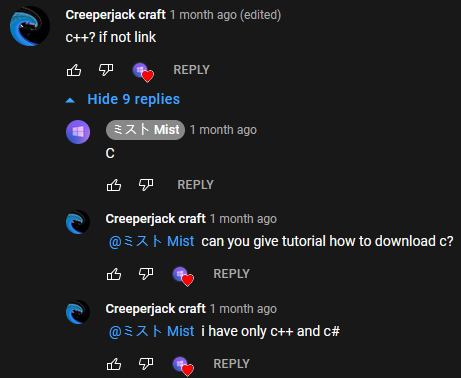 Creeperjack craft 1 month ago (edited)
c++? if not link
REPLY
Hide 9 replies
ミスト Mist 1 month ago
C
REPLY
Creeperjack craft 1 month ago
@ミスト Mist can you give tutorial how to download c?
REPLY
Creeperjack craft 1 month ago
@ミスト Mist i have only c++ and c#
REPLY